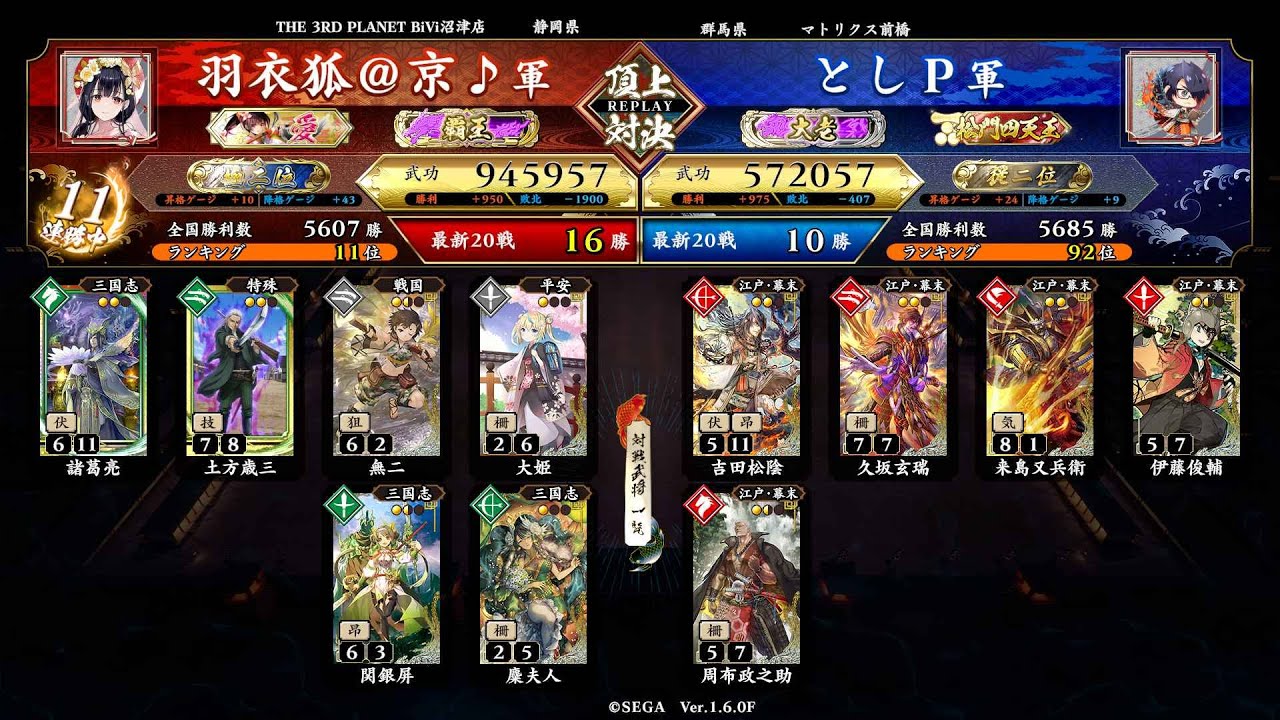 THE 3RD PLANET BiVi沼津店 静岡県 群馬県 マトリクス前橋
羽衣狐@京♪軍
頂上
REPLAY
対決
としP軍
愛 覇王
大壱
正二位
従二位
武功 945957
武功 572057
昇格ゲージ +10 降格ゲージ +43
勝利 +950 敗北 -1900
勝利 +975 敗北 -407
昇格ゲージ +24 降格ゲージ +9
11
連勝中
全国勝利数 5607勝
ランキング 11位
最新20戦 16勝
最新20戦 10勝
全国勝利数 5685勝
ランキング 92位
三国志 特殊 戦国 平安 江戸・幕末 江戸・幕末 江戸・幕末 江戸・幕末
伏 技 狙 柵 伏 昂 柵 気
6 11 7 8 6 2 2 6 5 11 7 7 8 1 5 7
諸葛亮 土方歳三 無二 大姫 吉田松陰 久坂玄瑞 来島又兵衛 伊藤俊輔
対戦武将一覧
三国志 三国志 江戸・幕末
昂 柵 柵
6 3 2 5 5 7
関銀屏 麋夫人 周布政之助
©SEGA Ver.1.6.0F